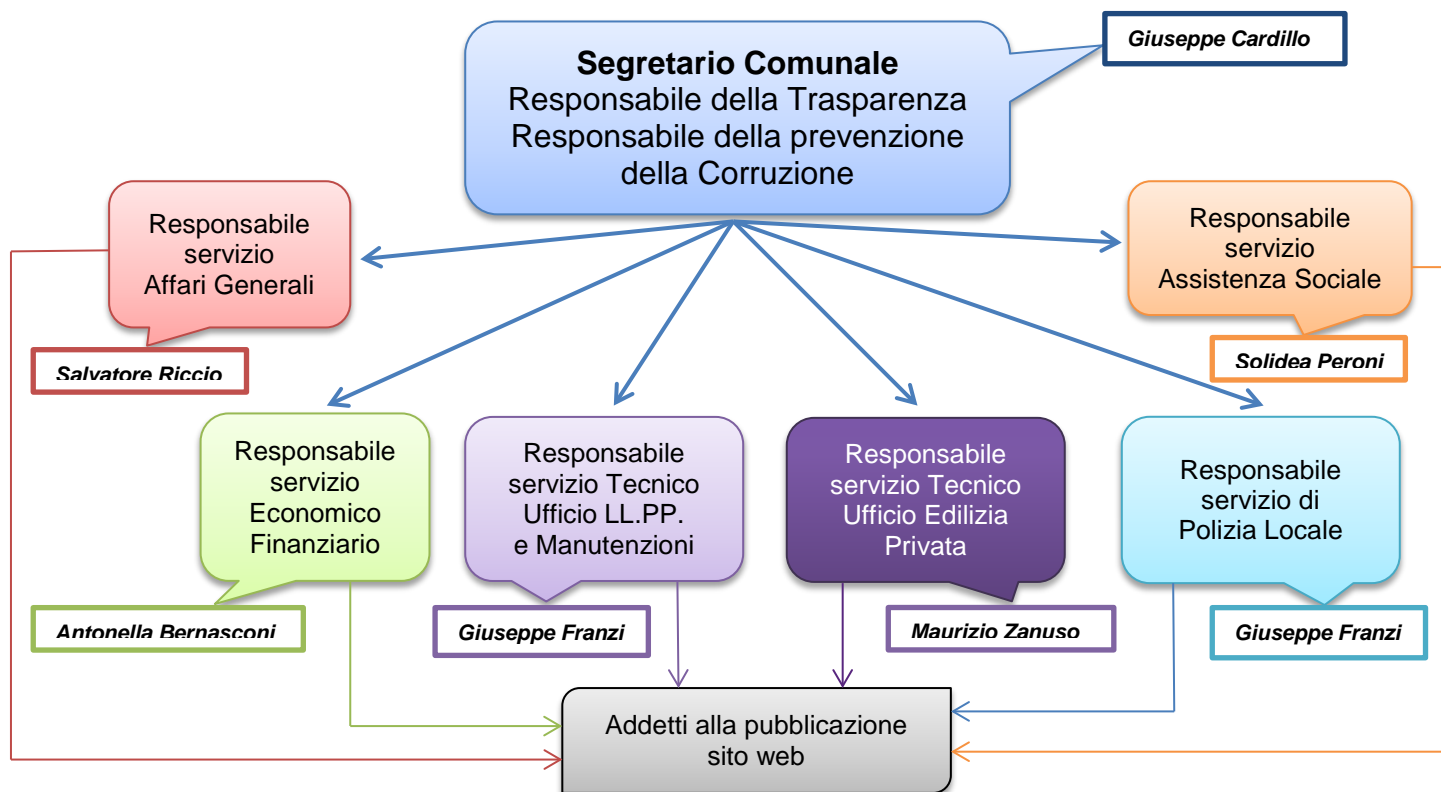 Giuseppe Cardillo
Segretario Comunale
Responsabile della Trasparenza
Responsabile della prevenzione
della Corruzione
Responsabile
servizio
Affari Generali
Salvatore Riccio
Responsabile
servizio
Assistenza Sociale
Solidea Peroni
Responsabile
servizio
Economico
Finanziario
Antonella Bernasconi
Responsabile
servizio Tecnico
Ufficio LL.PP.
e Manutenzioni
Giuseppe Franzi
Responsabile
servizio Tecnico
Ufficio Edilizia
Privata
Maurizio Zanuso
Responsabile
servizio di
Polizia Locale
Giuseppe Franzi
Addetti alla pubblicazione
sito web